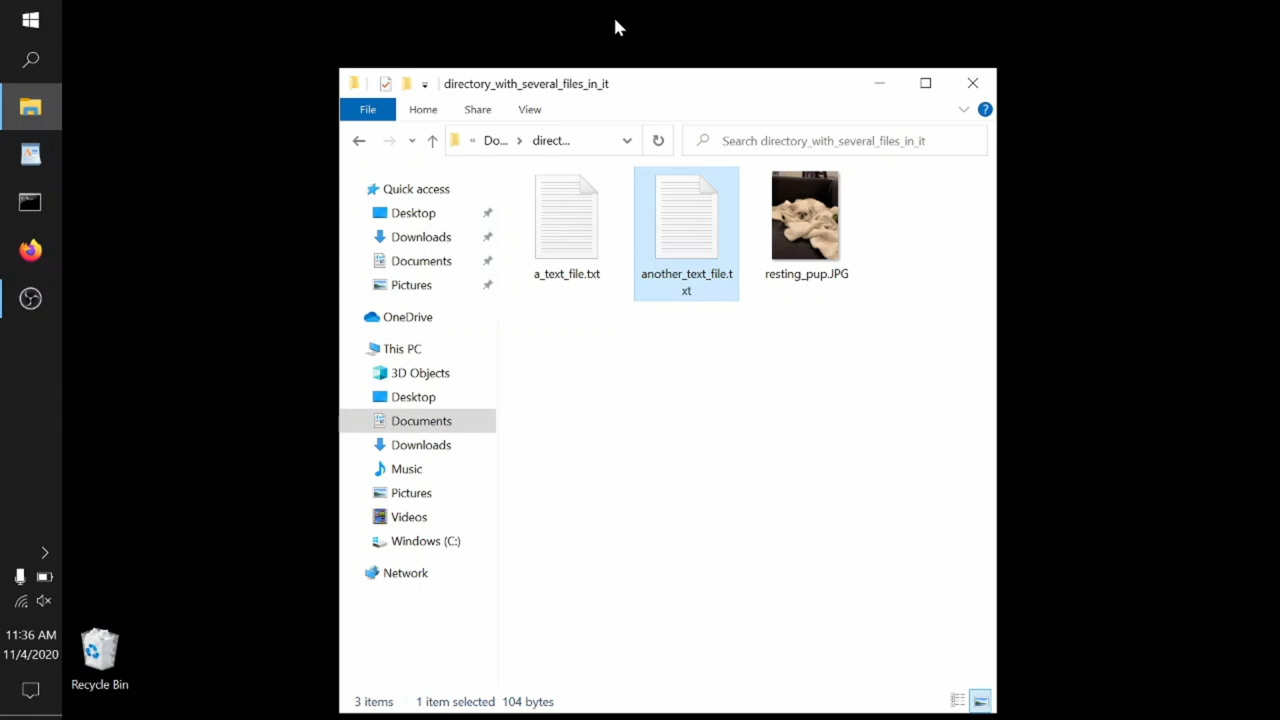 directory_with_several_files_in_it
File Home Share View
« Do... > direct...
Search directory_with_several_files_in_it
Quick access
Desktop
Downloads
Documents
Pictures
OneDrive
This PC
3D Objects
Desktop
Documents
Downloads
Music
Pictures
Videos
Windows (C:)
Network
a_text_file.txt
another_text_file.t
xt
resting_pup.JPG
3 items 1 item selected 104 bytes
11:36 AM
11/4/2020
Recycle Bin